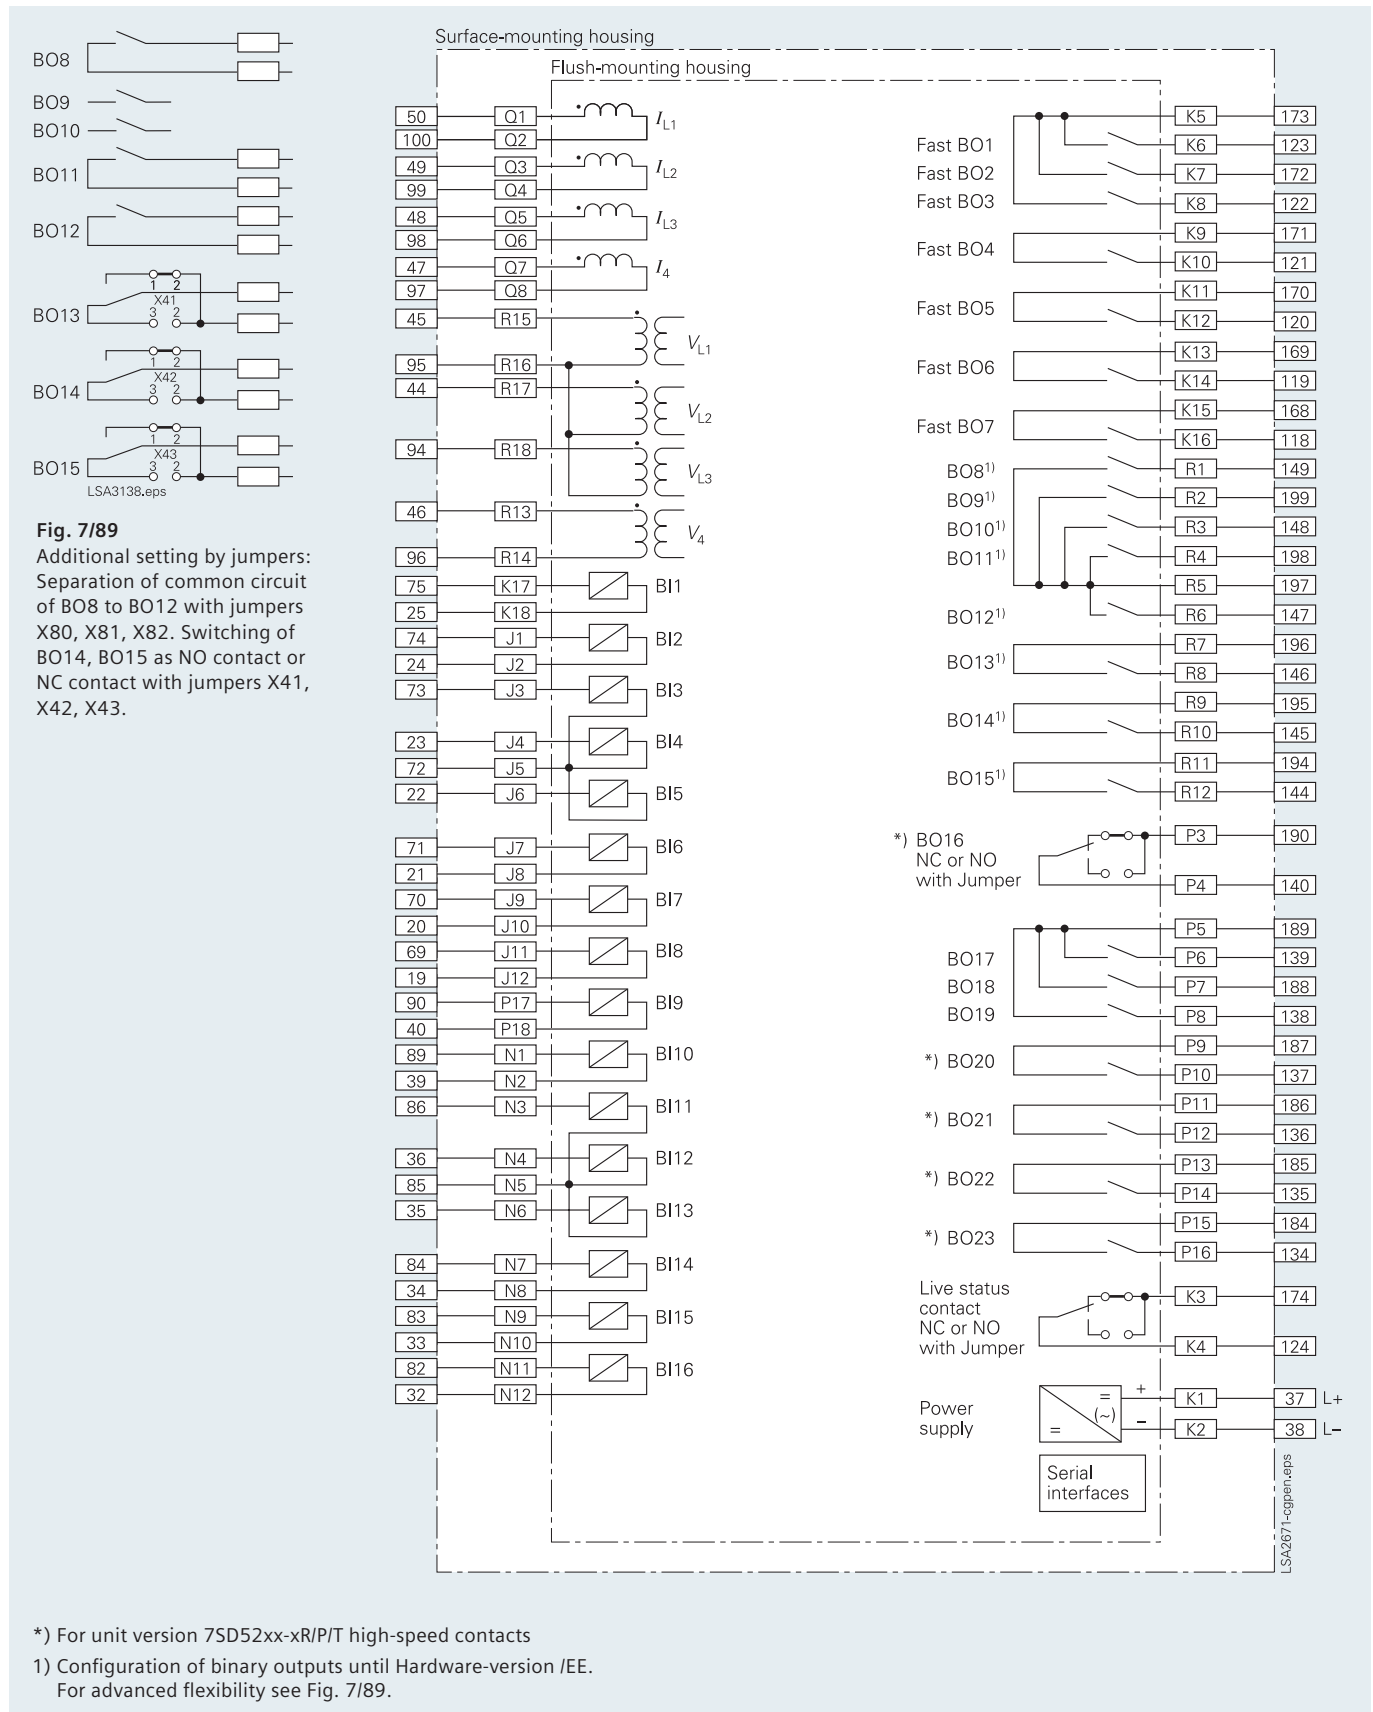 BO8
BO9
BO10
BO11
BO12
1 2
X41
BO13 3 2
1 2
X42
BO14 3 2
1 2
X43
BO15 3 2
LSA3138.eps
Fig. 7/89
Additional setting by jumpers:
Separation of common circuit
of BO8 to BO12 with jumpers
X80, X81, X82. Switching of
BO14, BO15 as NO contact or
NC contact with jumpers X41,
X42, X43.
Surface-mounting housing
Flush-mounting housing
50 Q1 IL1
100 Q2
49 Q3 IL2
99 Q4
48 Q5 IL3
98 Q6
47 Q7 I4
97 Q8
45 R15 VL1
95 R16
44 R17 VL2
94 R18 VL3
46 R13 V4
96 R14
75 K17 BI1
25 K18
74 J1 BI2
24 J2
73 J3 BI3
23 J4 BI4
72 J5
22 J6 BI5
71 J7 BI6
21 J8
70 J9 BI7
20 J10
69 J11 BI8
19 J12
90 P17 BI9
40 P18
89 N1 BI10
39 N2
86 N3 BI11
36 N4 BI12
85 N5
35 N6 BI13
84 N7 BI14
34 N8
83 N9 BI15
33 N10
82 N11 BI16
32 N12
K5 173
Fast BO1 K6 123
Fast BO2 K7 172
Fast BO3 K8 122
K9 171
Fast BO4
K10 121
K11 170
Fast BO5
K12 120
K13 169
Fast BO6
K14 119
K15 168
Fast BO7
K16 118
BO8 1) R1 149
BO9 1) R2 199
BO10 1) R3 148
BO11 1) R4 198
R5 197
BO12 1) R6 147
R7 196
BO13 1)
R8 146
R9 195
BO14 1)
R10 145
R11 194
BO15 1)
R12 144
*) BO16 P3 190
NC or NO
with Jumper P4 140
P5 189
BO17 P6 139
BO18 P7 188
BO19 P8 138
P9 187
*) BO20
P10 137
P11 186
*) BO21
P12 136
P13 185
*) BO22
P14 135
P15 184
*) BO23
P16 134
Live status K3 174
contact
NC or NO
with Jumper K4 124
Power = (~) + K1 37 L+
supply = – K2 38 L–
Serial
interfaces
LSA2671-cgpen.eps
*) For unit version 7SD52xx-xR/P/T high-speed contacts
1) Configuration of binary outputs until Hardware-version /EE.
For advanced flexibility see Fig. 7/89.